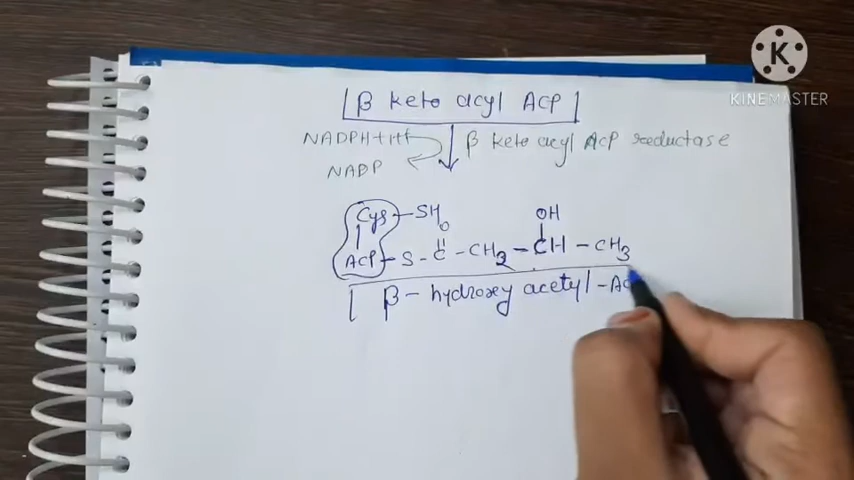 β keto acyl ACP
NADPH+H+ β keto acyl ACP reductase
NADP
Cys - SH OH
O
ACP - S - C - CH2 - CH - CH3
β - hydroxy acetyl - AC
K
KINEMASTER